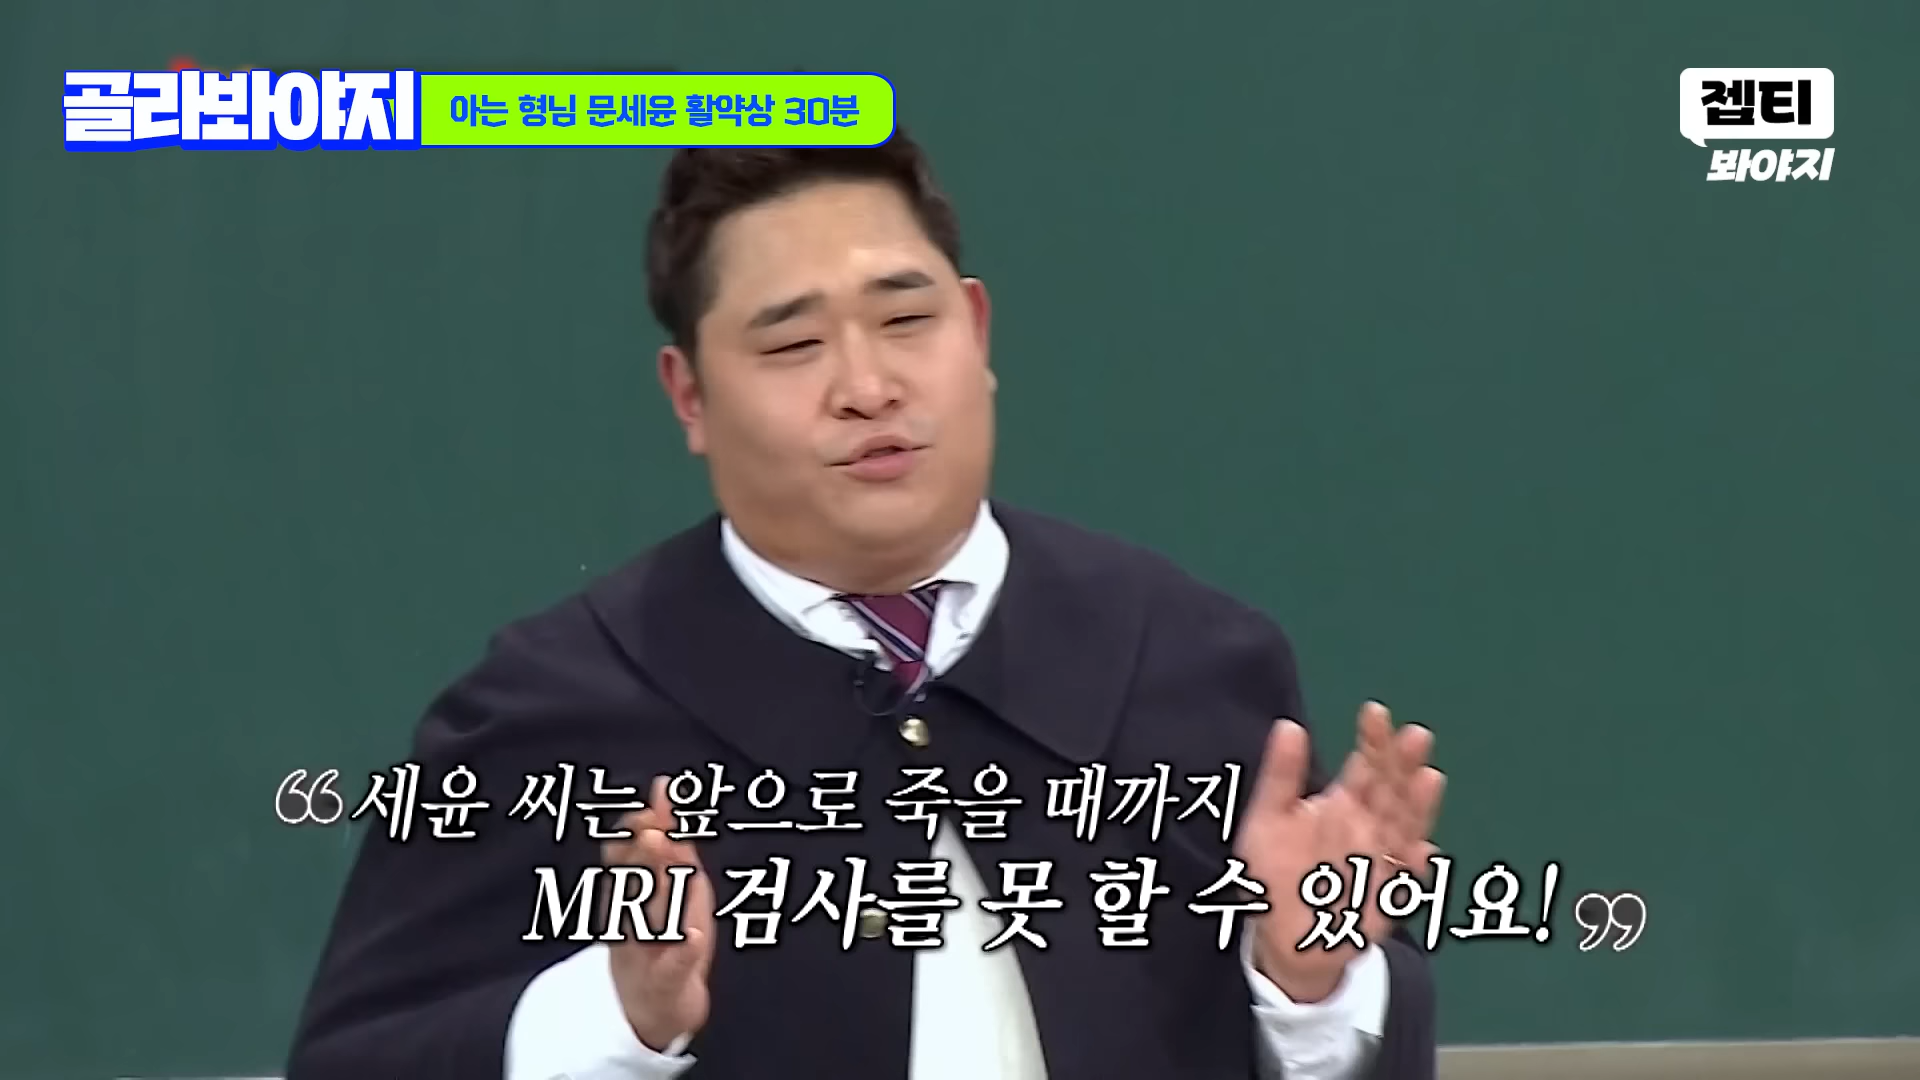 골라봐야지 아는 형님 문세윤 활약상 30분
젭티
봐야지
“세윤 씨는 앞으로 죽을 때까지
MRI 검사를 못 할 수 있어요!”